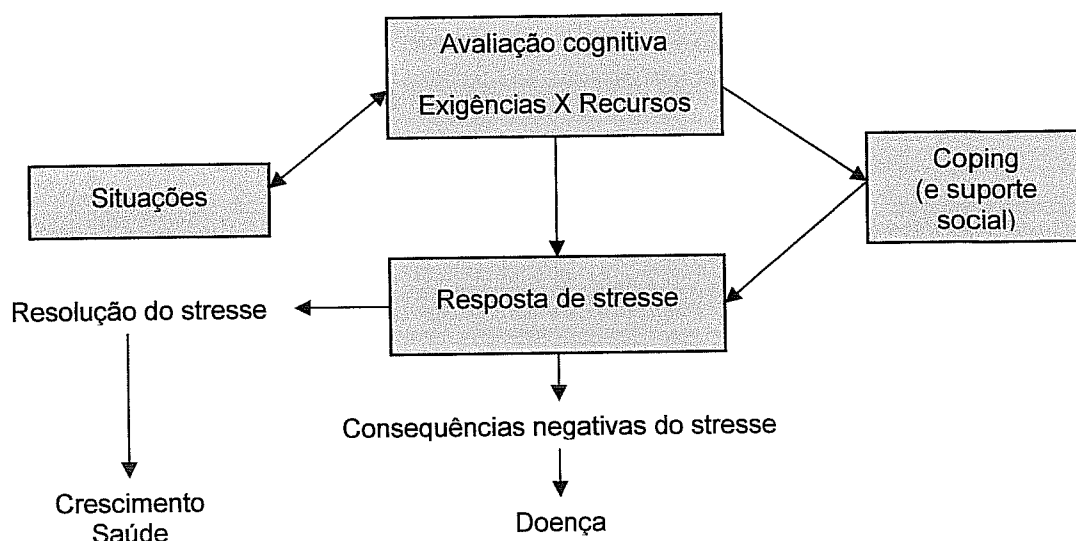 Avaliação cognitiva
Exigências X Recursos
Situações
Coping
(e suporte
social)
Resposta de stresse
Resolução do stresse
Consequências negativas do stresse
Crescimento
Saúde
Doença